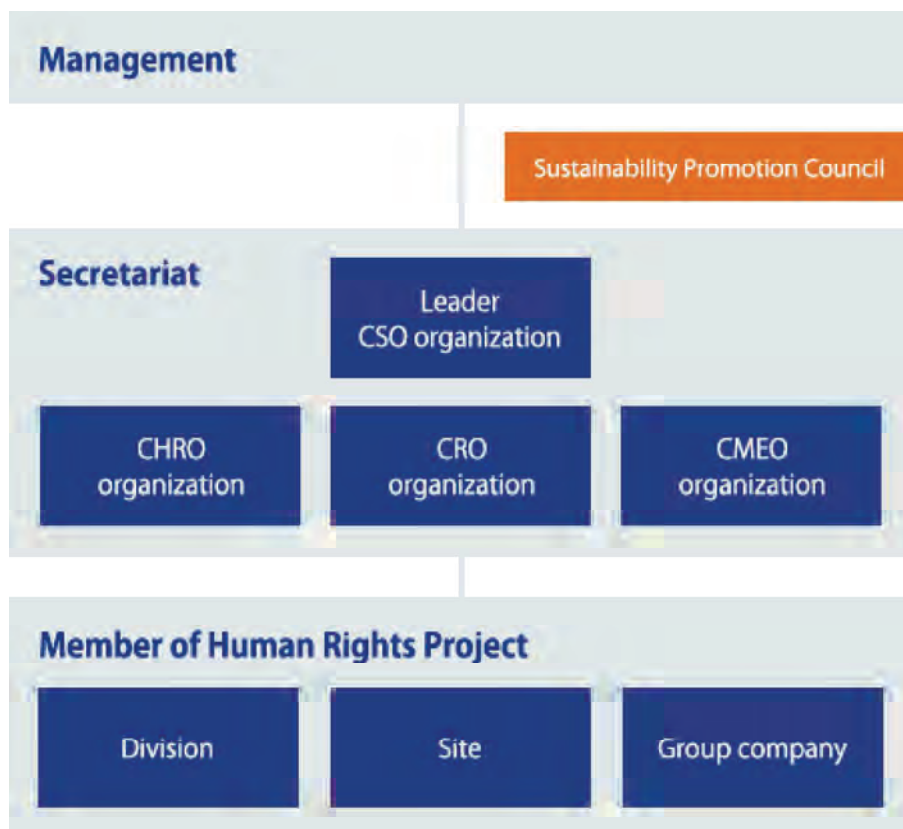 Management
Sustainability Promotion Council
Secretariat
Leader
CSO organization
CHRO
organization
CRO
organization
CMEO
organization
Member of Human Rights Project
Division
Site
Group company